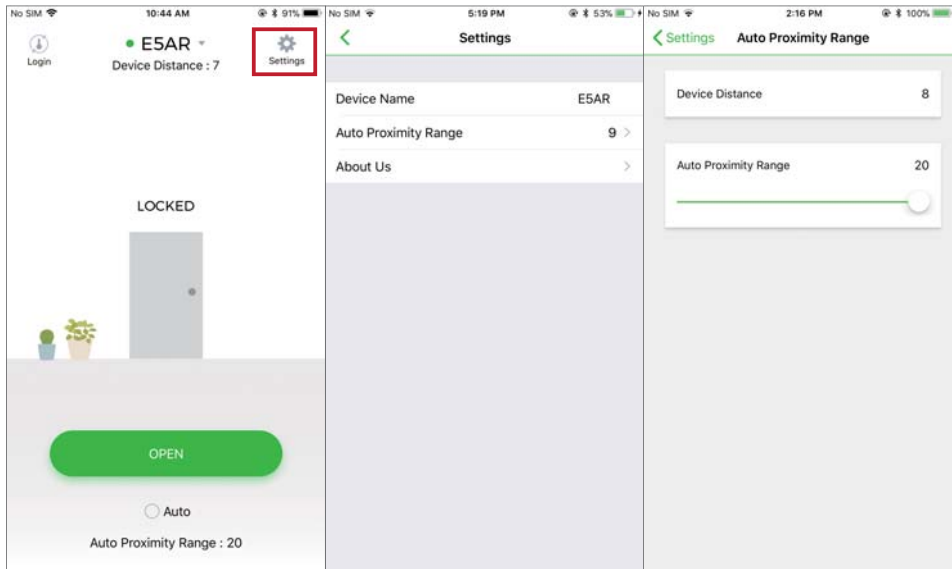 No SIM 10:44 AM 91%
Login
E5AR
Device Distance : 7
Settings
LOCKED
OPEN
Auto
Auto Proximity Range : 20
No SIM 5:19 PM 53%
Settings
Device Name E5AR
Auto Proximity Range 9
About Us
No SIM 2:16 PM 100%
Settings Auto Proximity Range
Device Distance 8
Auto Proximity Range 20